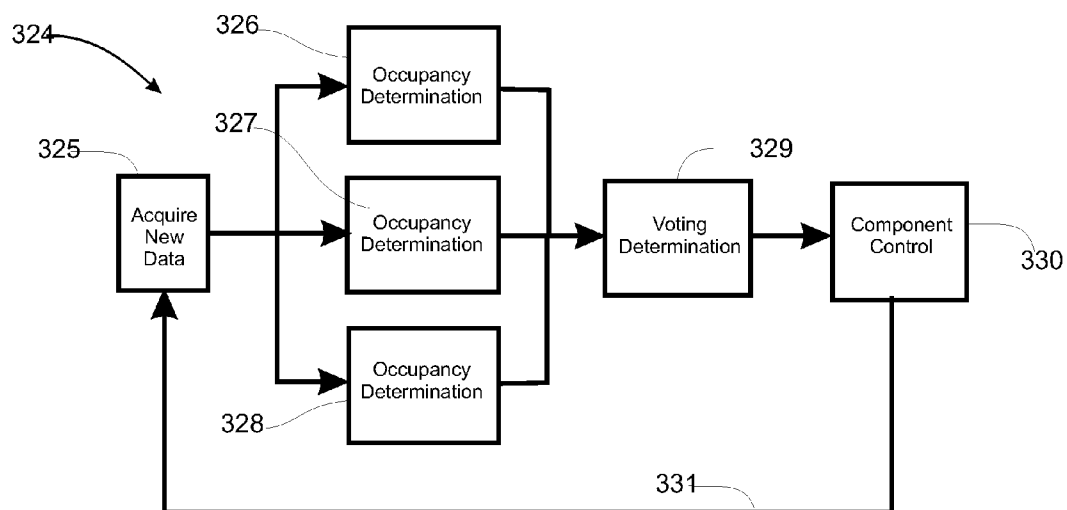 324
326
Occupancy
Determination
327
325
Acquire
New
Data
Occupancy
Determination
329
Voting
Determination
Component
Control
330
Occupancy
Determination
328
331